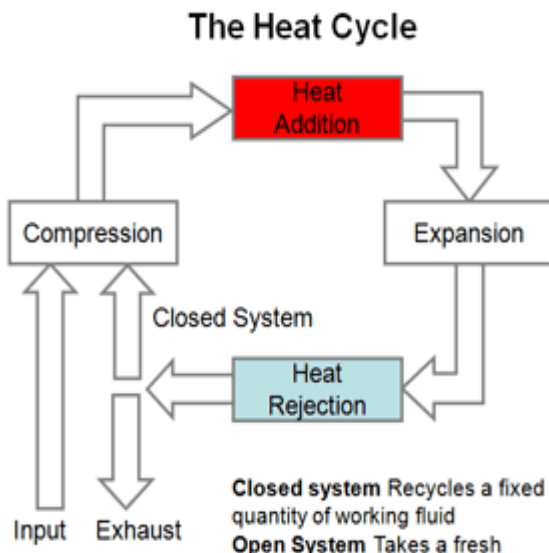 The Heat Cycle
Heat
Addition
Compression
Expansion
Closed System
Heat
Rejection
Input
Exhaust
Closed system Recycles a fixed
quantity of working fluid
Open System Takes a fresh